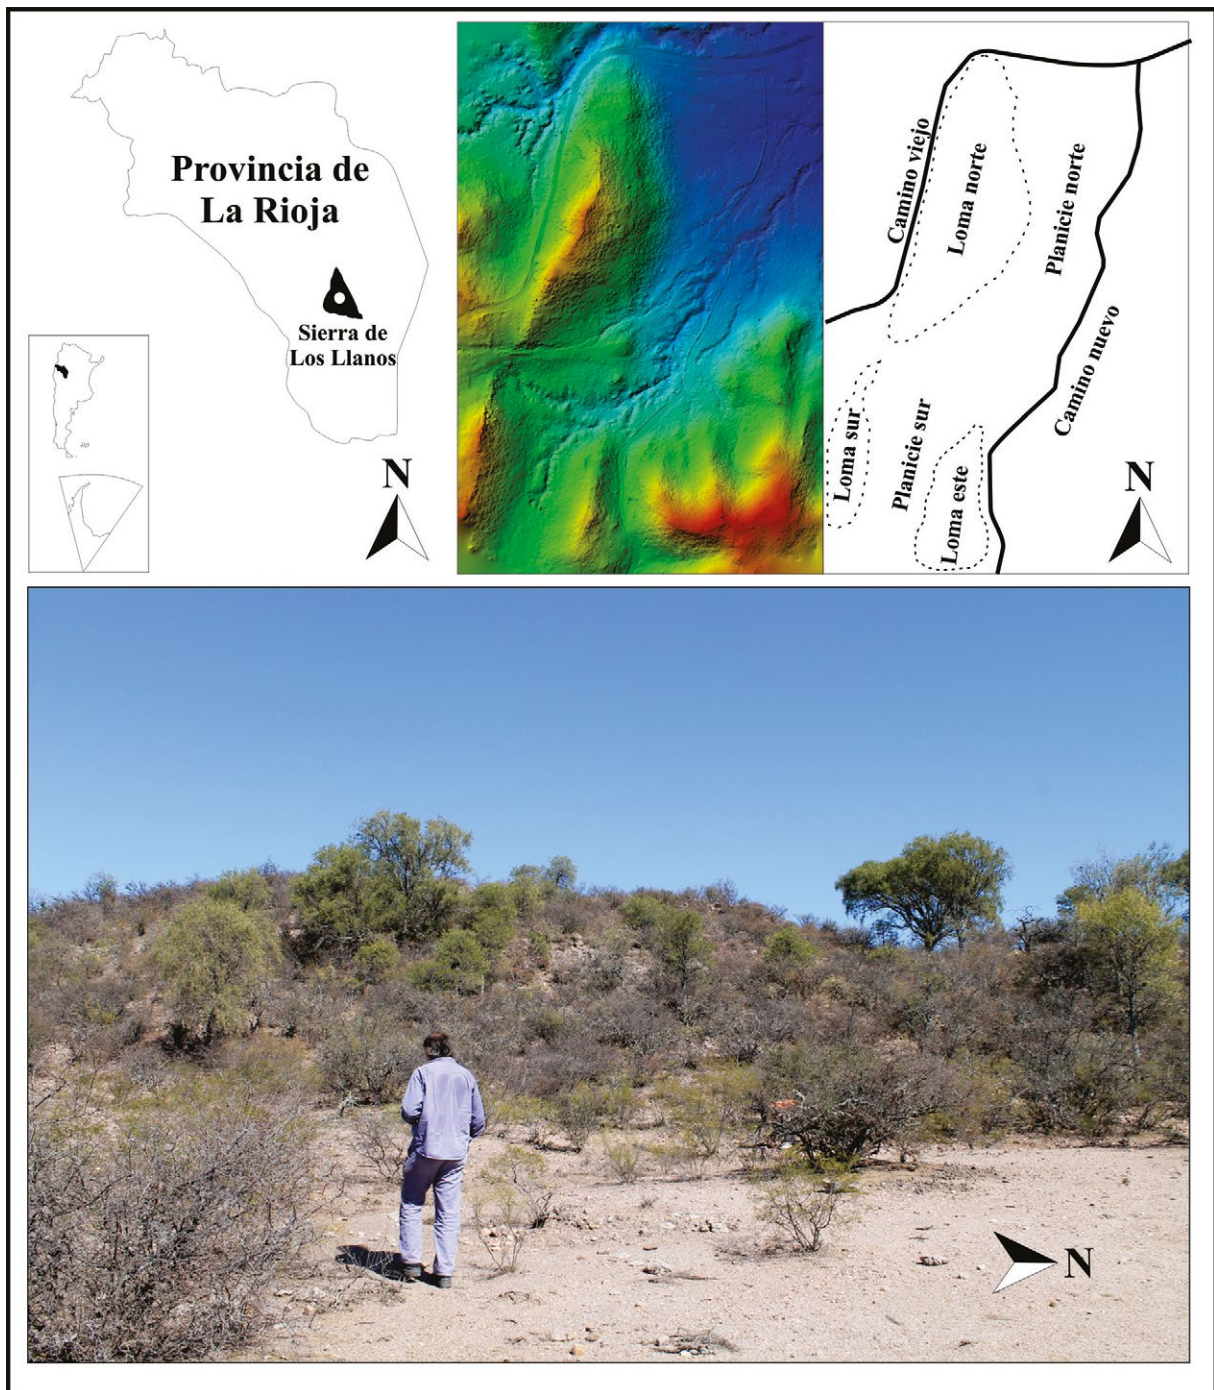 Provincia de
La Rioja
Sierra de
Los Llanos
N
Camino viejo
Loma norte
Planicie norte
Camino nuevo
Loma sur
Planicie sur
Loma este
N
N